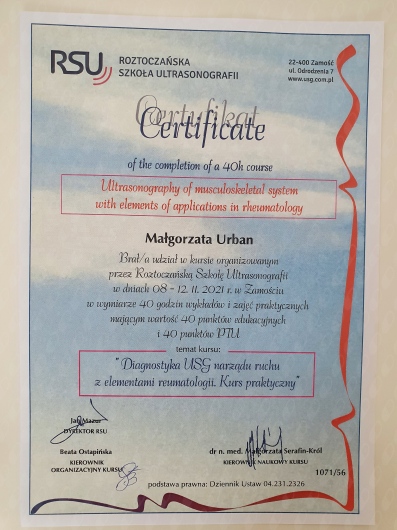 RSU
ROZTOCZAŃSKA
SZKOŁA ULTRASONOGRAFII
22-400 Zamość
ul. Odrodzenia 7
www.usg.com.pl
Certyfikat
Certificate
of the completion of a 40h course
Ultrasonography of musculoskeletal system
with elements of applications in rheumatology
Małgorzata Urban
Brał/a udział w kursie organizowanym
przez Roztoczańską Szkołę Ultrasonografii
w dniach 08 - 12. 11. 2021 r. w Zamościu
w wymiarze 40 godzin wykładów i zajęć praktycznych
mającym wartość 40 punktów edukacyjnych
i 40 punktów PTU
temat kursu:
"Diagnostyka USG narządu ruchu
z elementami reumatologii. Kurs praktyczny"
Jan Mazur
DYREKTOR RSU
Beata Ostapińska
KIEROWNIK
ORGANIZACYJNY KURSU
dr n. med. Małgorzata Serafin-Król
KIEROWNIK NAUKOWY KURSU
1071/56
podstawa prawna: Dziennik Ustaw 04.231.2326